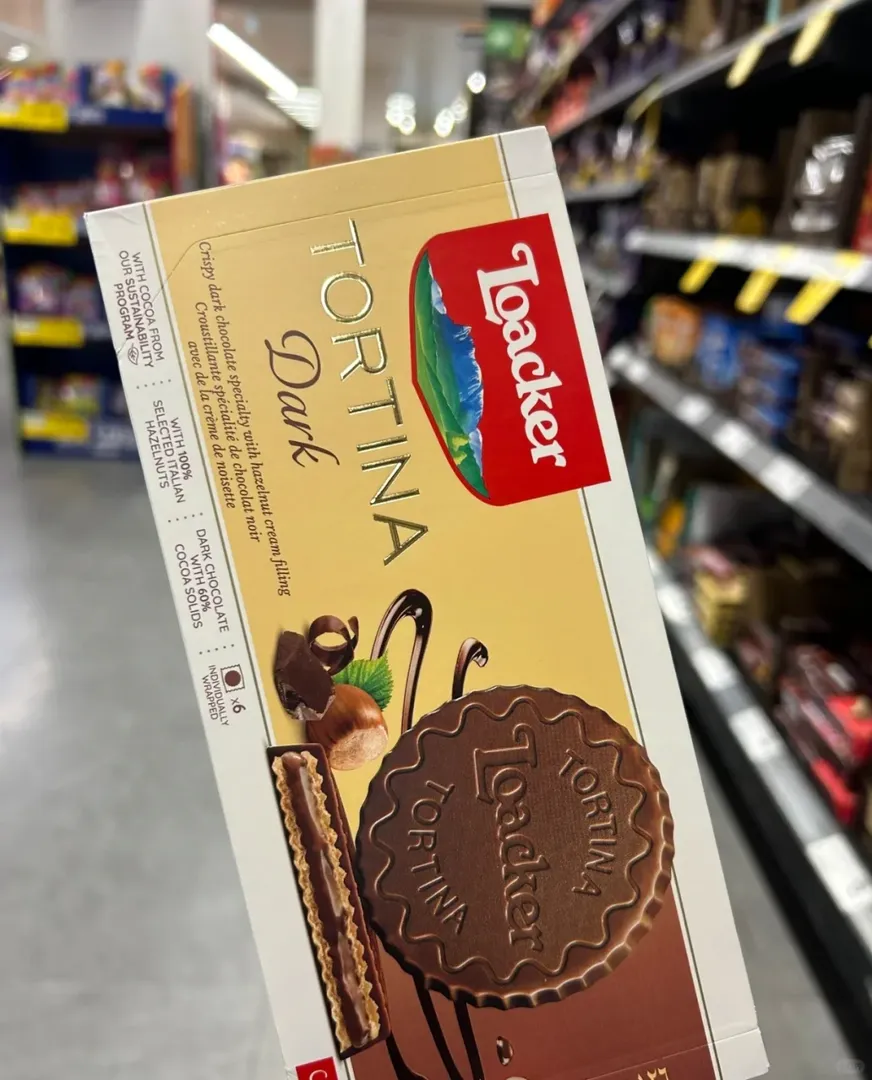 Loacker
TORTINA
Dark
Crispy dark chocolate specialty with hazelnut cream filling
Croustillante spécialité de chocolat noir
avec de la crème de noisette
WITH COCOA FROM
OUR SUSTAINABILITY
PROGRAM
WITH 100%
SELECTED ITALIAN
HAZELNUTS
DARK CHOCOLATE
WITH 60%
COCOA SOLIDS
x6
INDIVIDUALLY
WRAPPED
TORTINA
Loacker
TORTINA